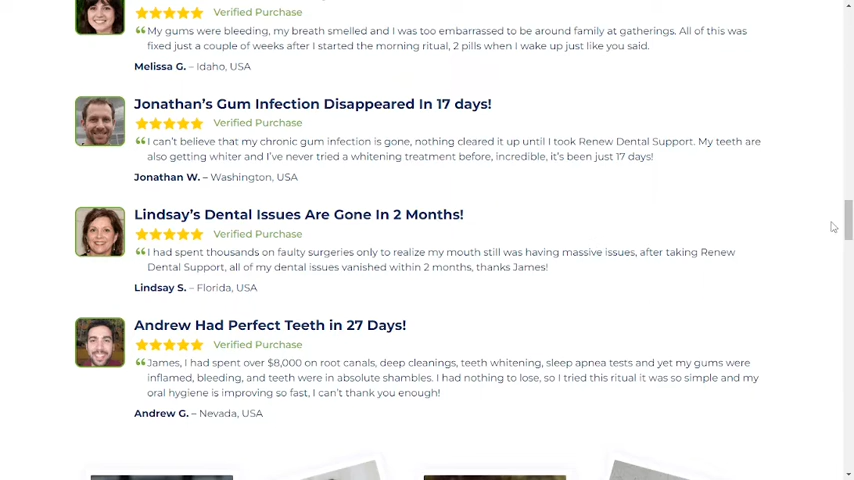 Verified Purchase
“My gums were bleeding, my breath smelled and I was too embarrassed to be around family at gatherings. All of this was
fixed just a couple of weeks after I started the morning ritual, 2 pills when I wake up just like you said.
Melissa G. – Idaho, USA
Jonathan’s Gum Infection Disappeared In 17 days!
Verified Purchase
“I can’t believe that my chronic gum infection is gone, nothing cleared it up until I took Renew Dental Support. My teeth are
also getting whiter and I’ve never tried a whitening treatment before, incredible, it’s been just 17 days!
Jonathan W. – Washington, USA
Lindsay’s Dental Issues Are Gone In 2 Months!
Verified Purchase
“I had spent thousands on faulty surgeries only to realize my mouth still was having massive issues, after taking Renew
Dental Support, all of my dental issues vanished within 2 months, thanks James!
Lindsay S. – Florida, USA
Andrew Had Perfect Teeth in 27 Days!
Verified Purchase
“James, I had spent over $8,000 on root canals, deep cleanings, teeth whitening, sleep apnea tests and yet my gums were
inflamed, bleeding, and teeth were in absolute shambles. I had nothing to lose, so I tried this ritual it was so simple and my
oral hygiene is improving so fast, I can’t thank you enough!
Andrew G. – Nevada, USA